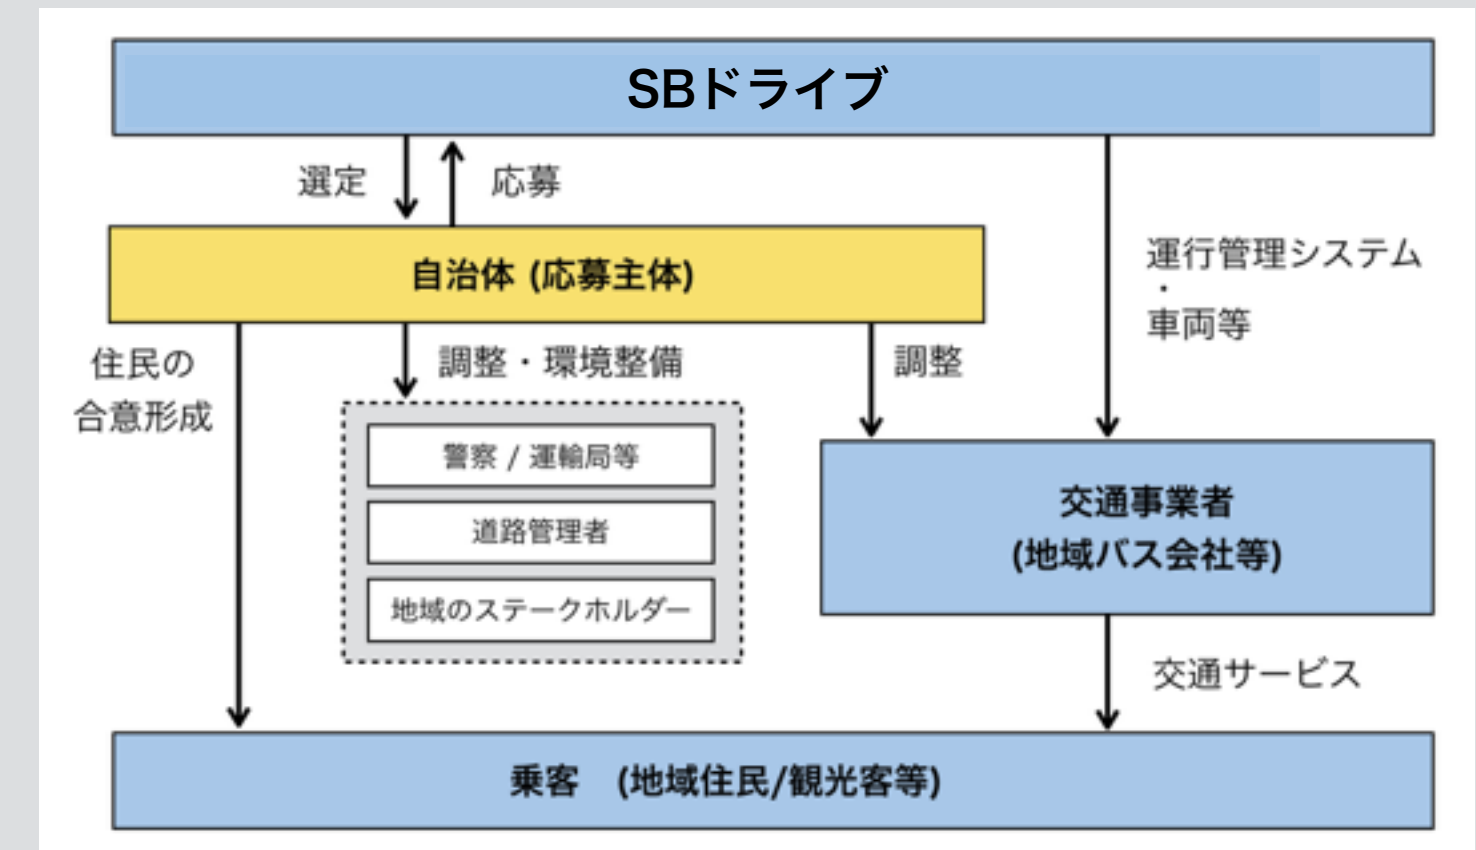 SBドライブ
選定
応募
自治体 (応募主体)
運行管理システム
・
車両等
住民の
合意形成
調整・環境整備
調整
警察 / 運輸局等
道路管理者
地域のステークホルダー
交通事業者
(地域バス会社等)
交通サービス
乗客　(地域住民/観光客等)